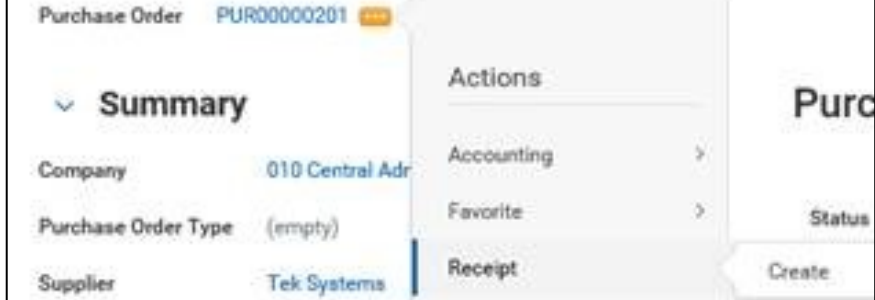 Purchase Order PUR00000201
Summary
Company 010 Central Adr
Purchase Order Type (empty)
Supplier Tek Systems
Actions
Accounting
Favorite
Receipt
Purc
Status
Create